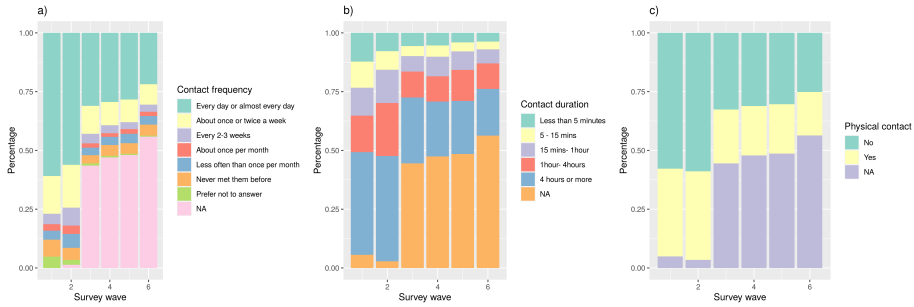 a)
1.00
0.75
0.50
0.25
0.00
Percentage
2
4
6
Survey wave
Contact frequency
Every day or almost every day
About once or twice a week
Every 2-3 weeks
About once per month
Less often than once per month
Never met them before
Prefer not to answer
NA
b)
1.00
0.75
0.50
0.25
0.00
Percentage
2
4
6
Survey wave
Contact duration
Less than 5 minutes
5 - 15 mins
15 mins- 1hour
1hour- 4hours
4 hours or more
NA
c)
1.00
0.75
0.50
0.25
0.00
Percentage
2
4
6
Survey wave
Physical contact
No
Yes
NA